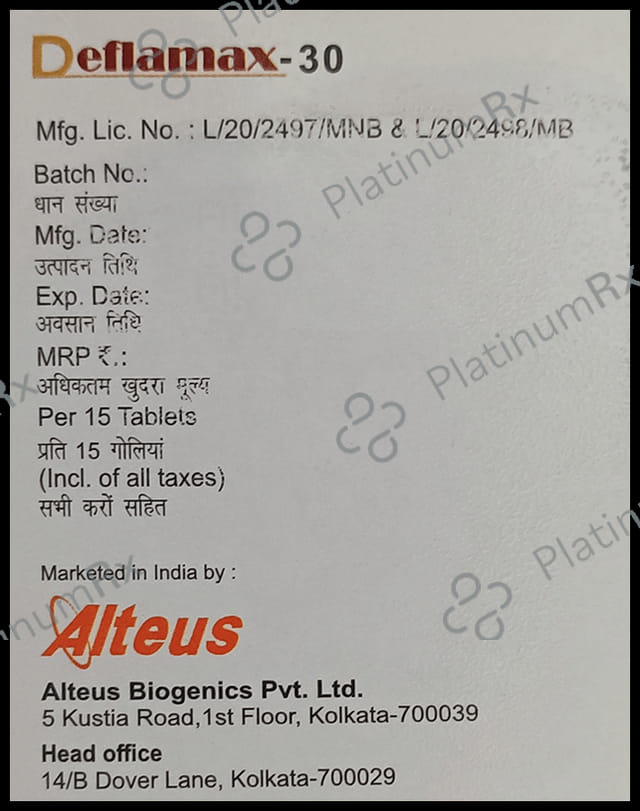 Deflamax-30
Mfg. Lic. No. : L/20/2497/MNB & L/20/2498/MB
Batch No.:
धान संख्या
Mfg. Date:
उत्पादन तिथि
Exp. Date:
अवसान तिथि
MRP ₹.:
अधिकतम खुदरा मूल्य
Per 15 Tablets
प्रति 15 गोलियां
(Incl. of all taxes)
सभी करों सहित
Marketed in India by :
Alteus
Alteus Biogenics Pvt. Ltd.
5 Kustia Road,1st Floor, Kolkata-700039
Head office
14/B Dover Lane, Kolkata-700029
PlatinumRx
PlatinumRx